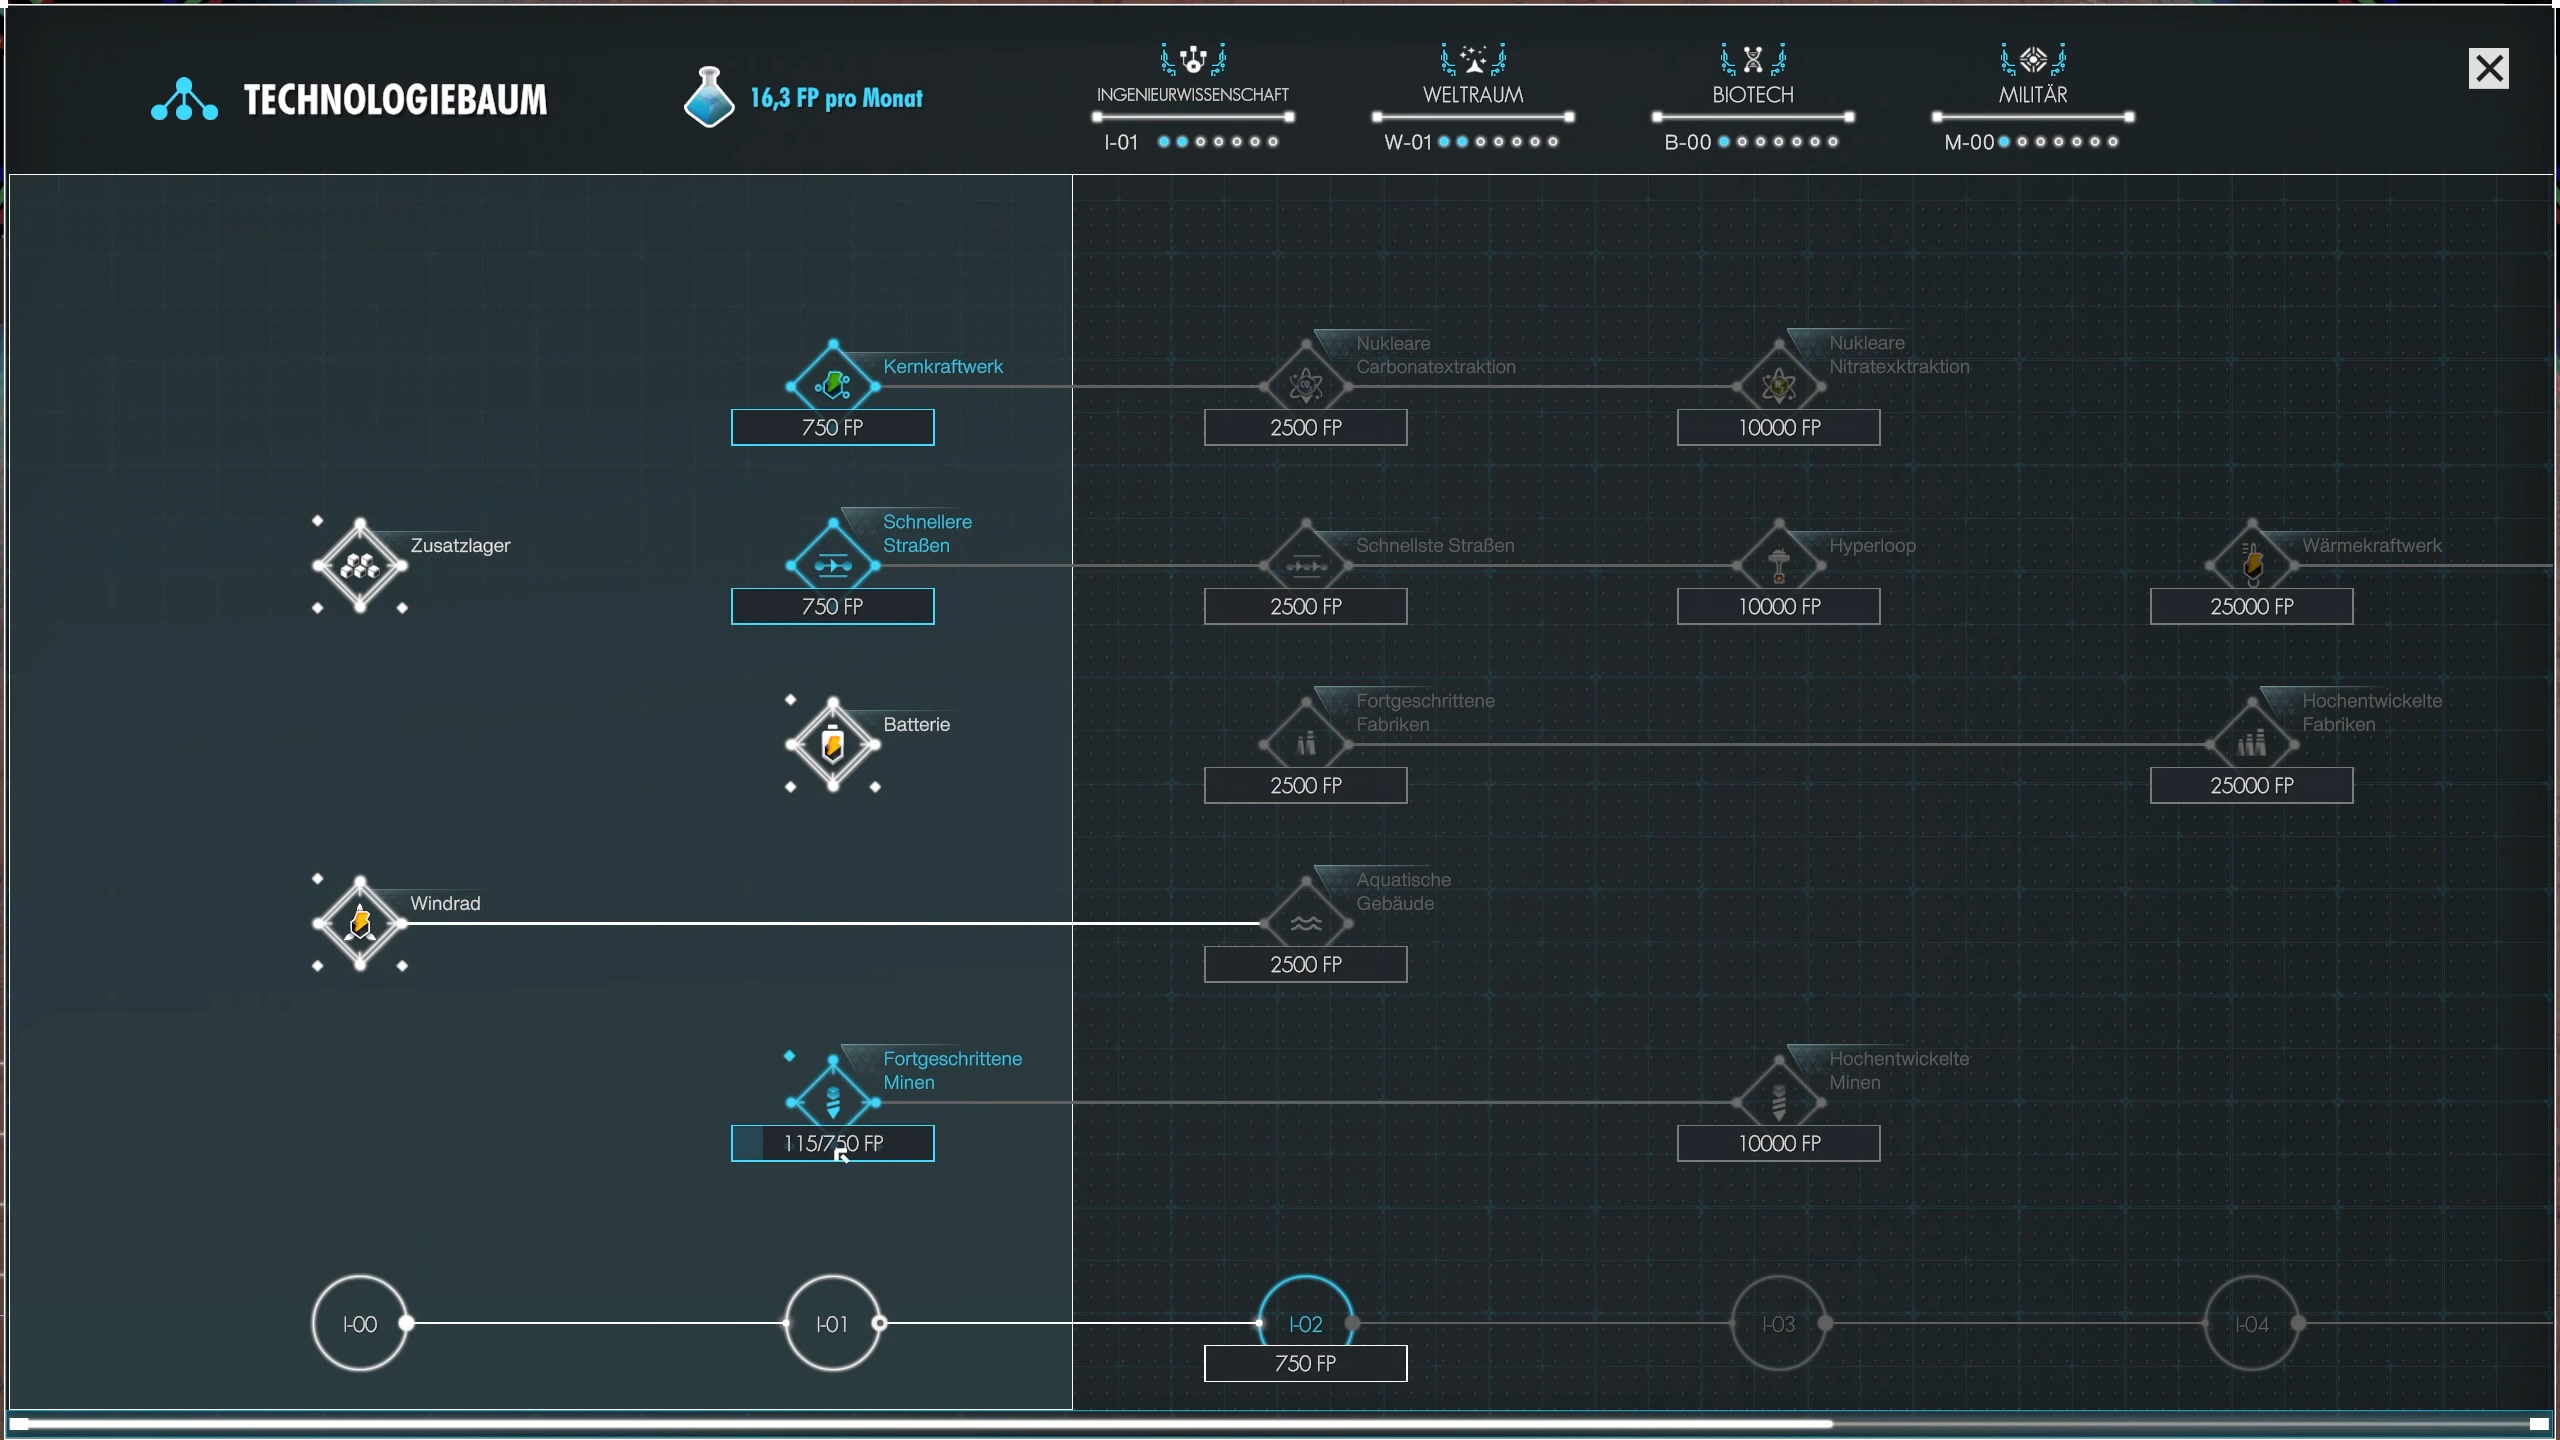 TECHNOLOGIEBAUM
16,3 FP pro Monat
INGENIEURWISSENSCHAFT
I-01
WELTRAUM
W-01
BIOTECH
B-00
MILITÄR
M-00
Kernkraftwerk
750 FP
Nukleare
Carbonatextraktion
2500 FP
Nukleare
Nitratexktraktion
10000 FP
Zusatzlager
Schnellere
Straßen
750 FP
Schnellste Straßen
2500 FP
Hyperloop
10000 FP
Wärmekraftwerk
25000 FP
Batterie
Fortgeschrittene
Fabriken
2500 FP
Hochentwickelte
Fabriken
25000 FP
Windrad
Aquatische
Gebäude
2500 FP
Fortgeschrittene
Minen
115/750 FP
Hochentwickelte
Minen
10000 FP
I-00
I-01
I-02
750 FP
I-03
I-04